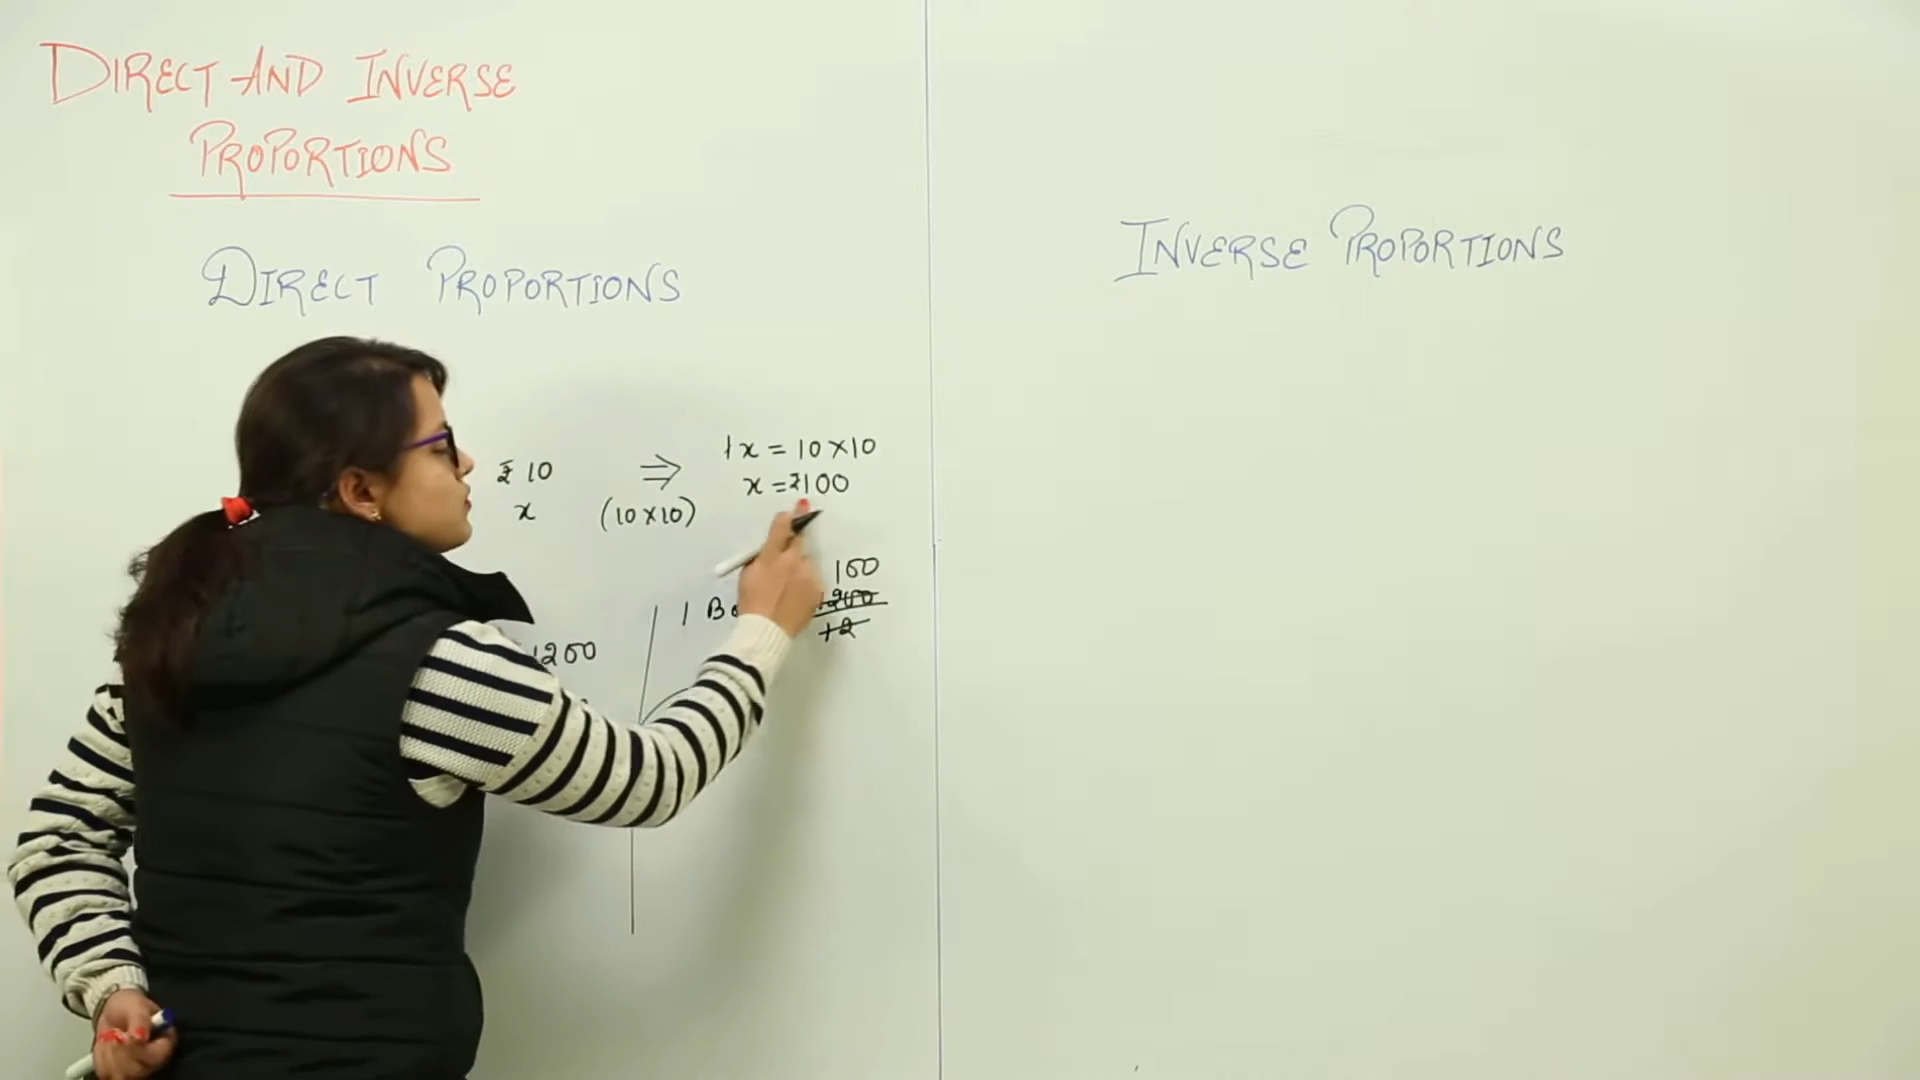 DIRECT AND INVERSE
PROPORTIONS
DIRECT PROPORTIONS
INVERSE PROPORTIONS
₹ 10 ⇒ 1x = 10×10
x (10×10) x = ₹100
100
1 1200
1200 12